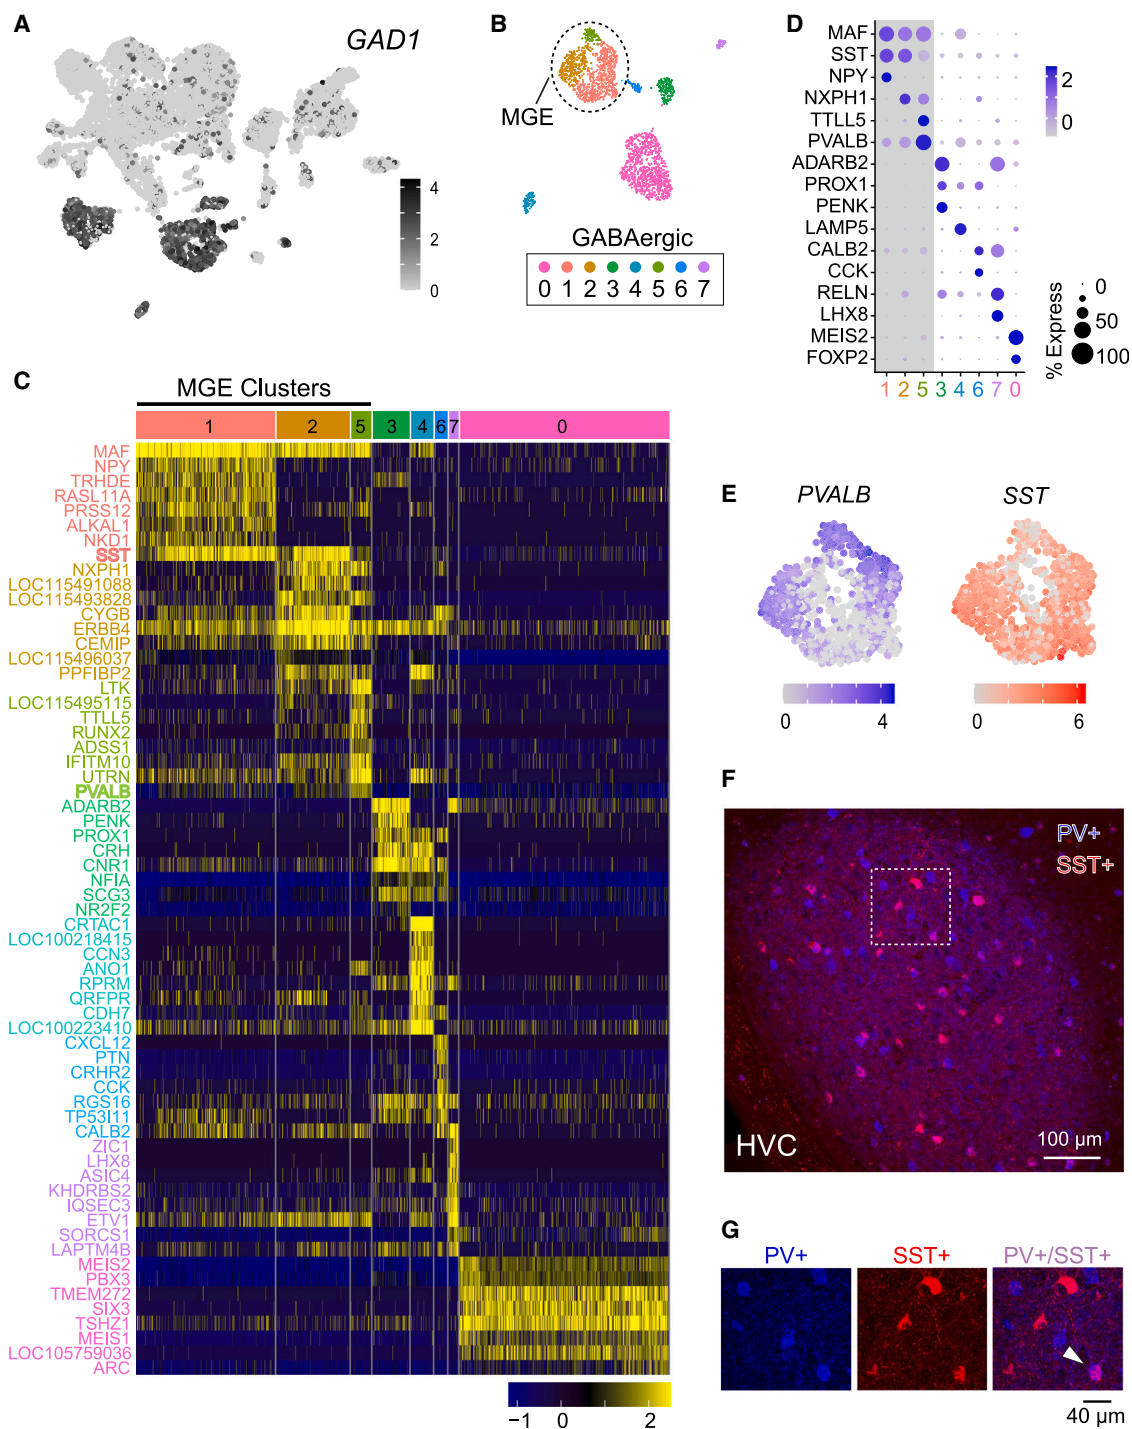 A
GAD1
4
2
0
B
MGE
GABAergic
0 1 2 3 4 5 6 7
D
MAF
SST
NPY
NXPH1
TTLL5
PVALB
ADARB2
PROX1
PENK
LAMP5
CALB2
CCK
RELN
LHX8
MEIS2
FOXP2
1 2 5 3 4 6 7 0
2
0
% Express
0
50
100
C
MGE Clusters
1 2 5 3 4 6 7 0
MAF
NPY
TRHDE
RASL11A
PRSS12
ALKAL1
NKD1
SST
NXPH1
LOC115491088
LOC115493828
CYGB
ERBB4
CEMIP
LOC115496037
PPFIBP2
LTK
LOC115495115
TTLL5
RUNX2
ADSS1
IFITM10
UTRN
PVALB
ADARB2
PENK
PROX1
CRH
CNR1
NFIA
SCG3
NR2F2
CRTAC1
LOC100218415
CCN3
ANO1
RPRM
QRFPR
CDH7
LOC100223410
CXCL12
PTN
CRHR2
CCK
RGS16
TP53I11
CALB2
ZIC1
LHX8
ASIC4
KHDRBS2
IQSEC3
ETV1
SORCS1
LAPTM4B
MEIS2
PBX3
TMEM272
SIX3
TSHZ1
MEIS1
LOC105759036
ARC
−1 0 2
E
PVALB
SST
0 4
0 6
F
PV+
SST+
HVC
100 µm
G
PV+
SST+
PV+/SST+
40 µm